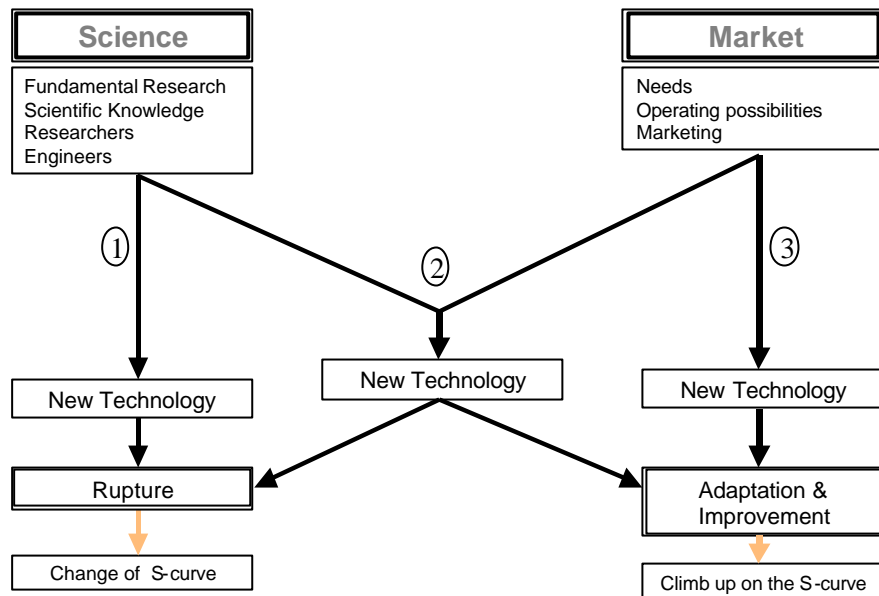 Science
Market
Fundamental Research
Scientific Knowledge
Researchers
Engineers
Needs
Operating possibilities
Marketing
1
2
3
New Technology
New Technology
New Technology
Rupture
Adaptation &
Improvement
Change of S-curve
Climb up on the S-curve